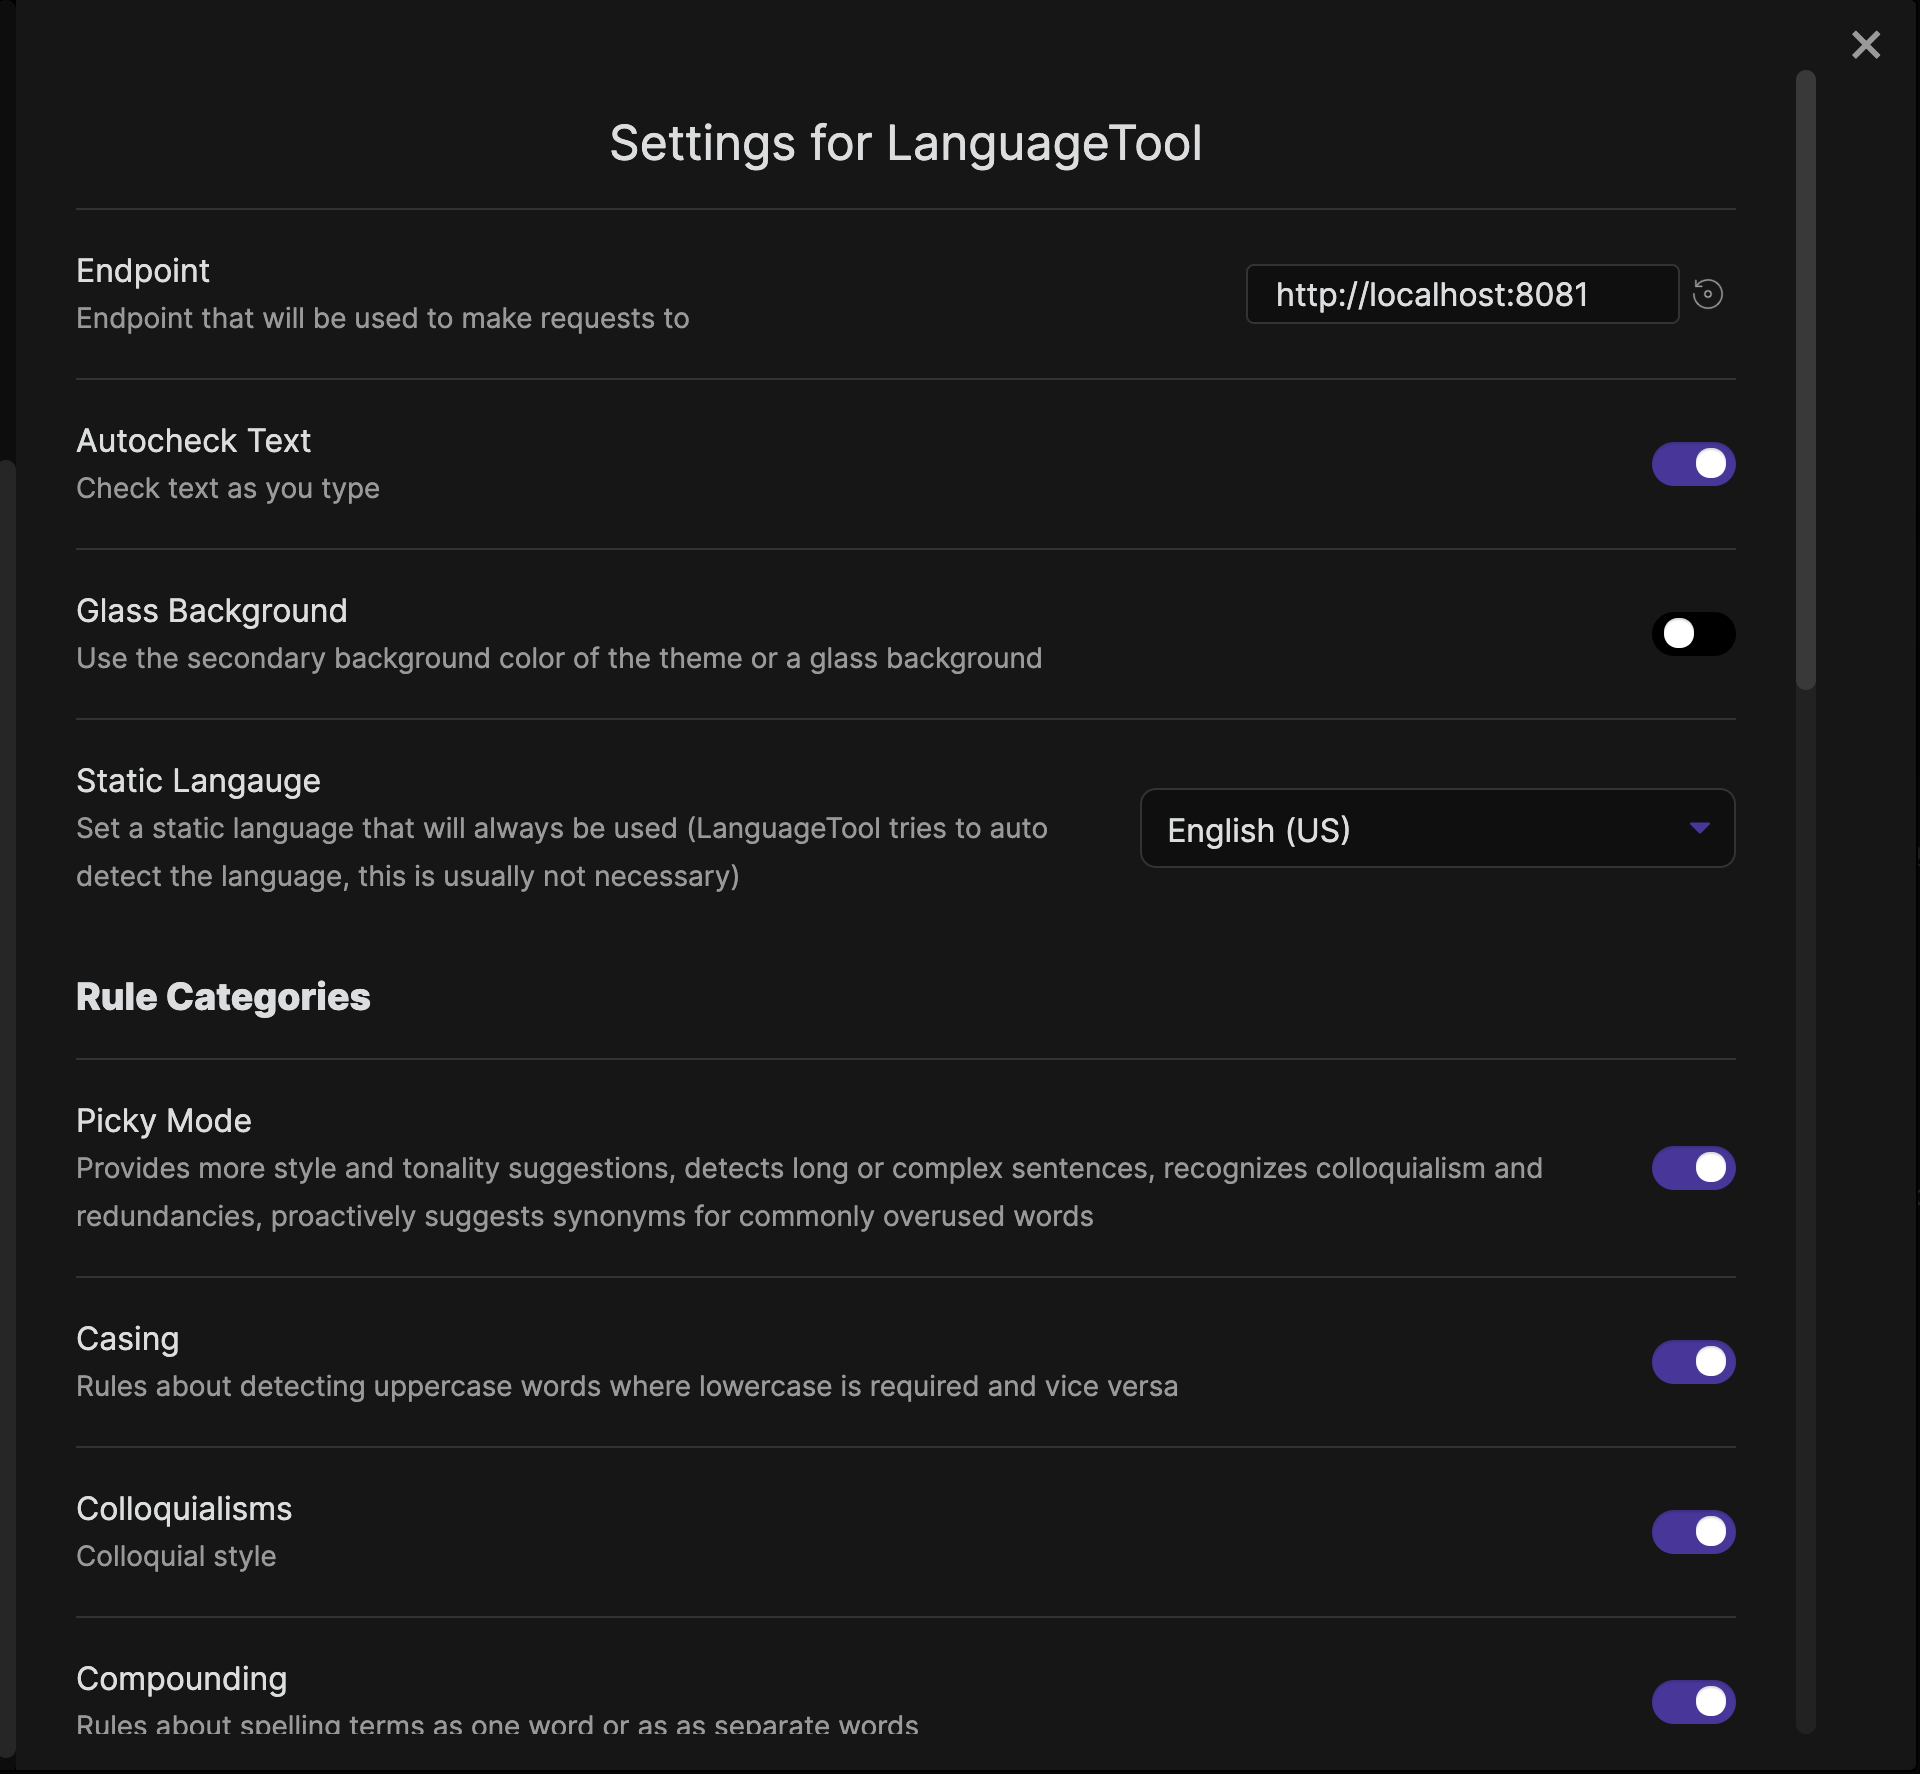 Settings for LanguageTool
Endpoint
Endpoint that will be used to make requests to
http://localhost:8081
Autocheck Text
Check text as you type
Glass Background
Use the secondary background color of the theme or a glass background
Static Langauge
Set a static language that will always be used (LanguageTool tries to auto
detect the language, this is usually not necessary)
English (US)
Rule Categories
Picky Mode
Provides more style and tonality suggestions, detects long or complex sentences, recognizes colloquialism and
redundancies, proactively suggests synonyms for commonly overused words
Casing
Rules about detecting uppercase words where lowercase is required and vice versa
Colloquialisms
Colloquial style
Compounding
Rules about spelling terms as one word or as as separate words